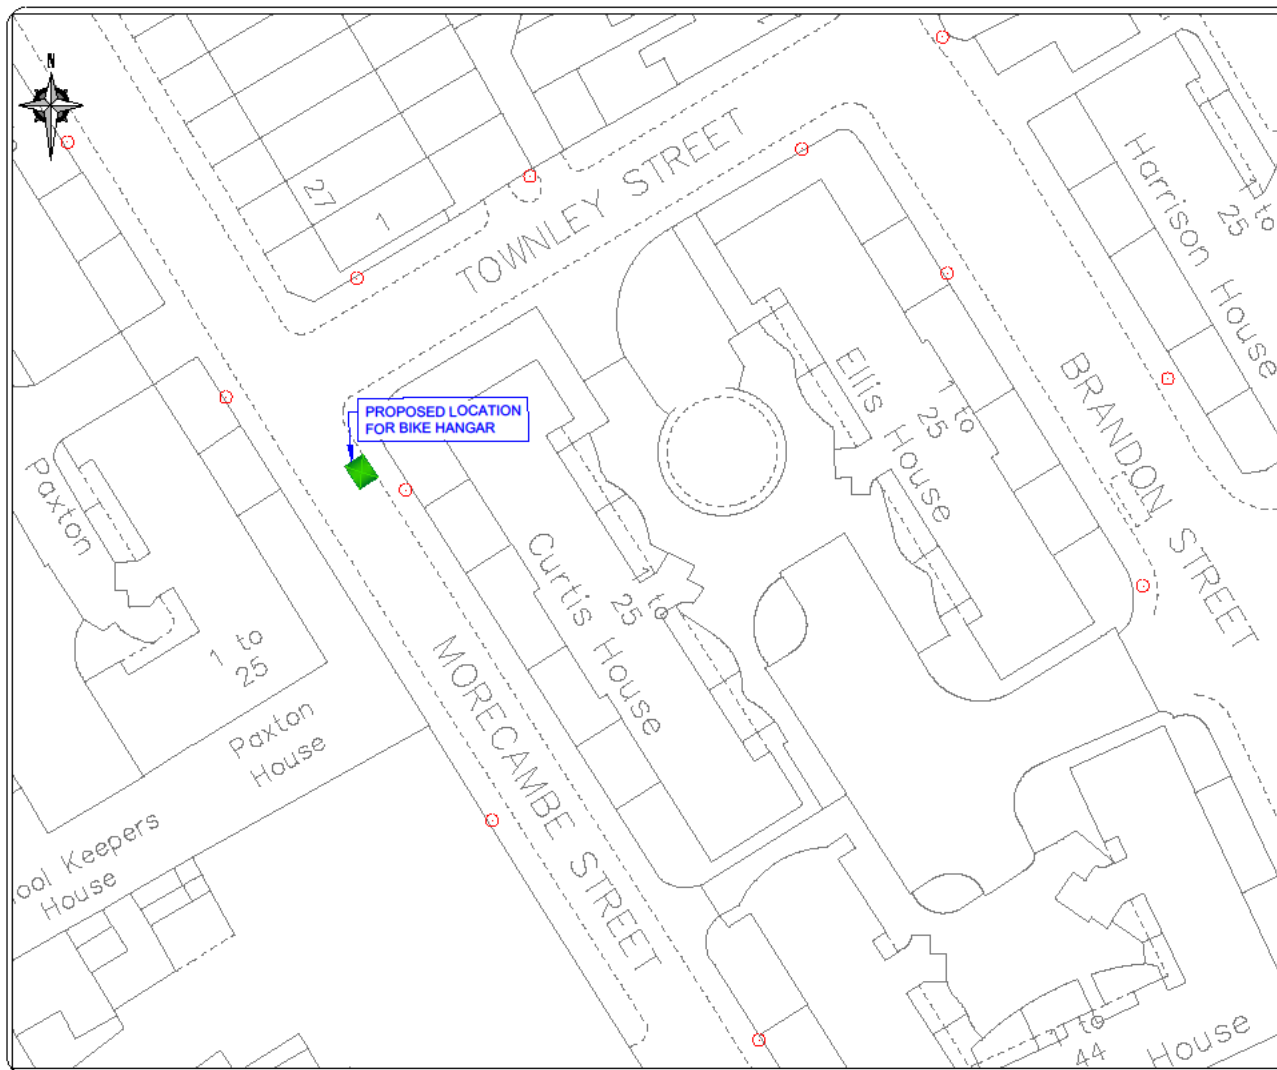 N
27
1
TOWNLEY STREET
1 to
25
Harrison House
PROPOSED LOCATION
FOR BIKE HANGAR
Ellis House
1 to
25
BRANDON STREET
Paxton
1 to
25
Curtis House
1 to
25
Paxton
House
MORECAMBE STREET
ool Keepers
House
1 to
44
House